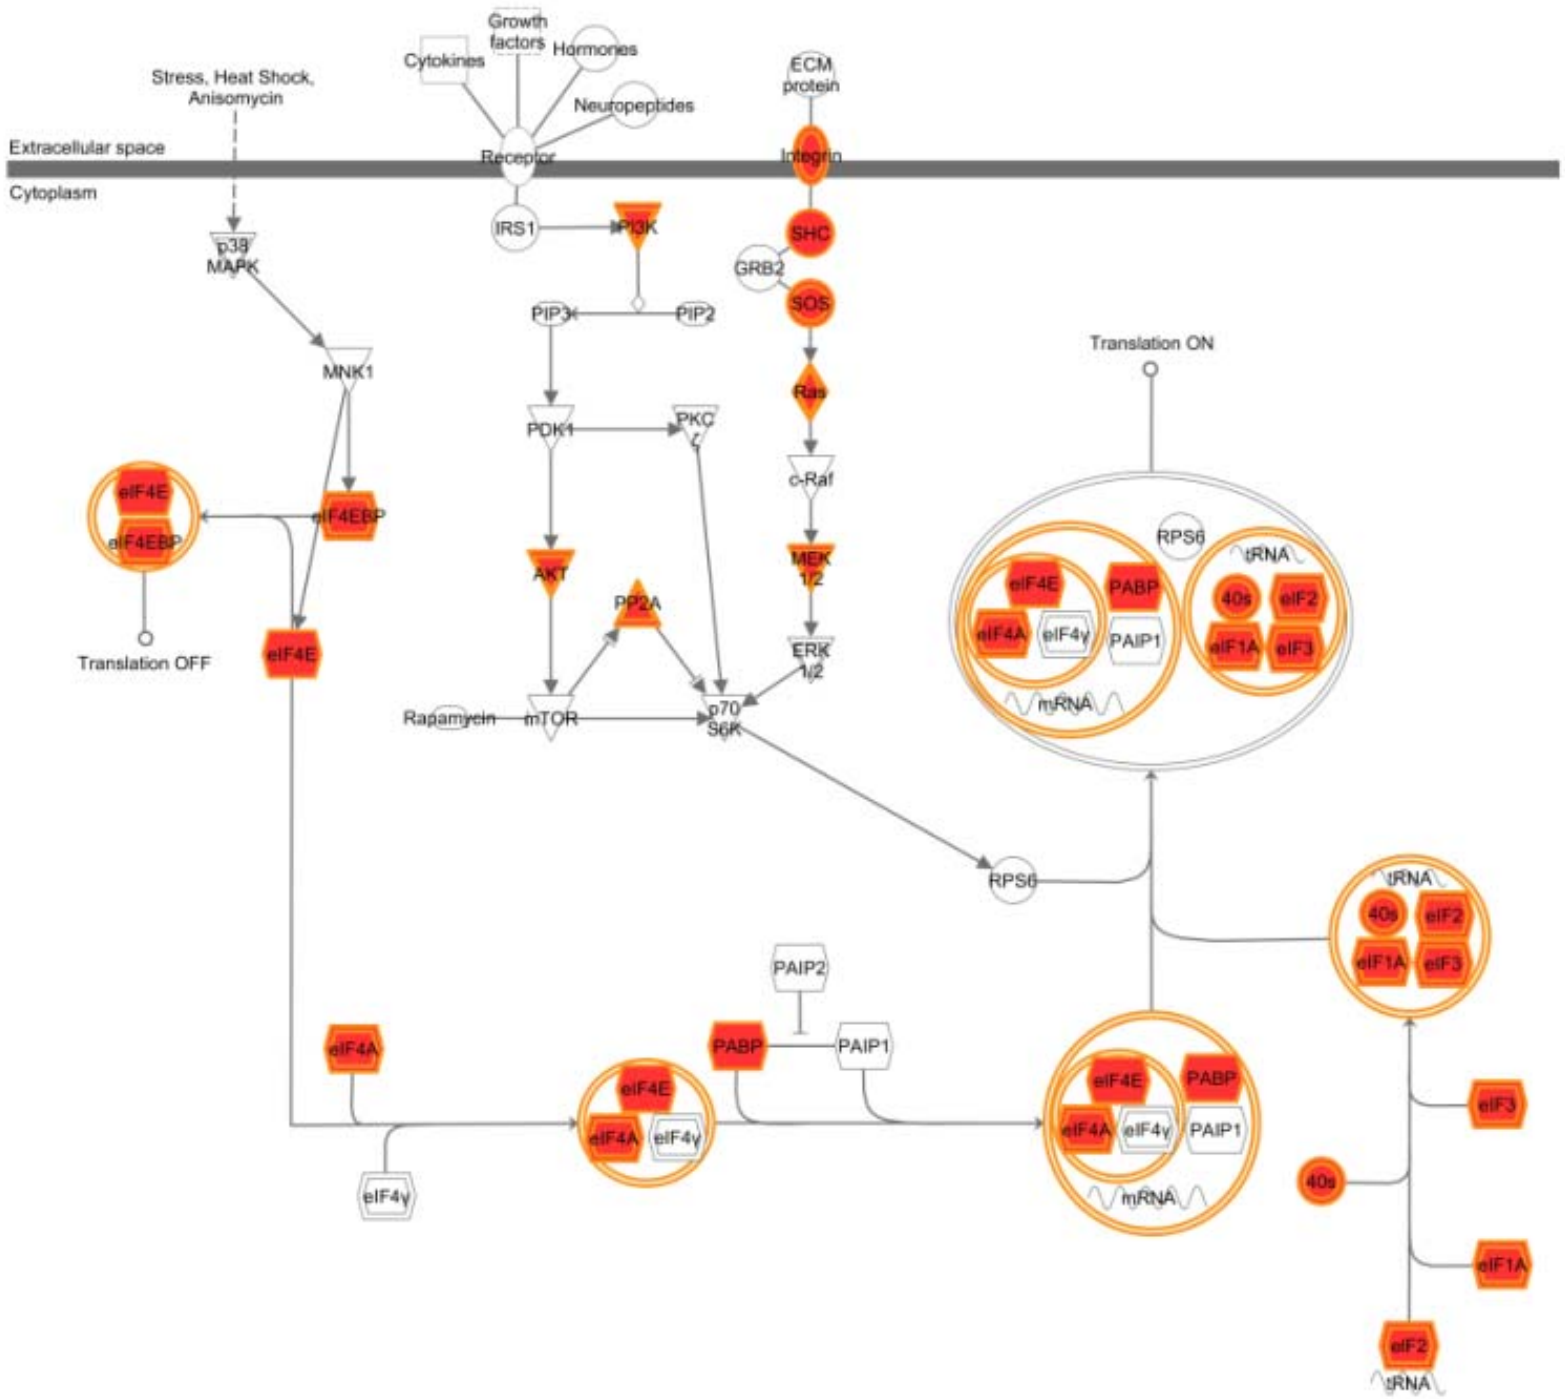 Growth
factors
Cytokines
Hormones
ECM
protein
Stress, Heat Shock,
Anisomycin
Neuropeptides
Extracellular space
Receptor
Integrin
Cytoplasm
IRS1
PI3K
SHC
p38
MAPK
GRB2
SOS
PIP3
PIP2
Translation ON
MNK1
Ras
PDK1
PKC
ζ
c-Raf
eIF4E
eIF4EBP
eIF4EBP
RPS6
tRNA
AKT
MEK
1/2
eIF4E
PABP
40s
eIF2
PP2A
eIF4A
eIF4γ
PAIP1
eIF1A
eIF3
eIF4E
Translation OFF
ERK
1/2
mRNA
Rapamycin
mTOR
p70
S6K
RPS6
tRNA
40s
eIF2
eIF1A
eIF3
PAIP2
eIF4A
PABP
PAIP1
eIF4E
eIF4A
eIF4γ
eIF4E
PABP
eIF4A
eIF4γ
PAIP1
mRNA
eIF3
eIF4γ
40s
eIF1A
eIF2
tRNA